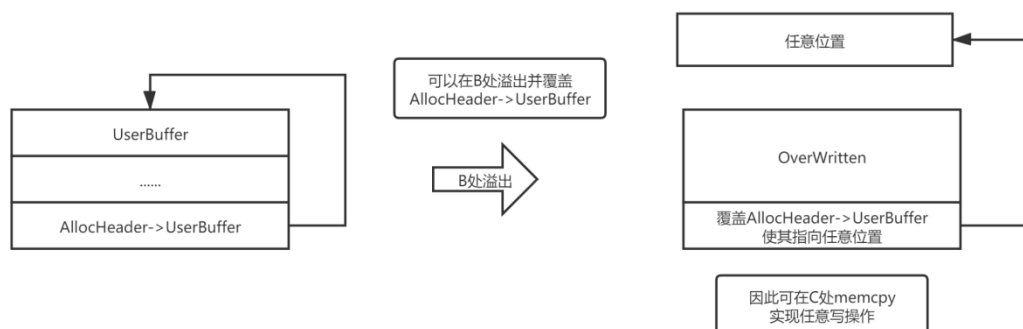 任意位置
可以在B处溢出并覆盖
AllocHeader->UserBuffer
UserBuffer
......
AllocHeader->UserBuffer
B处溢出
OverWritten
覆盖AllocHeader->UserBuffer
使其指向任意位置
因此可在C处memcpy
实现任意写操作